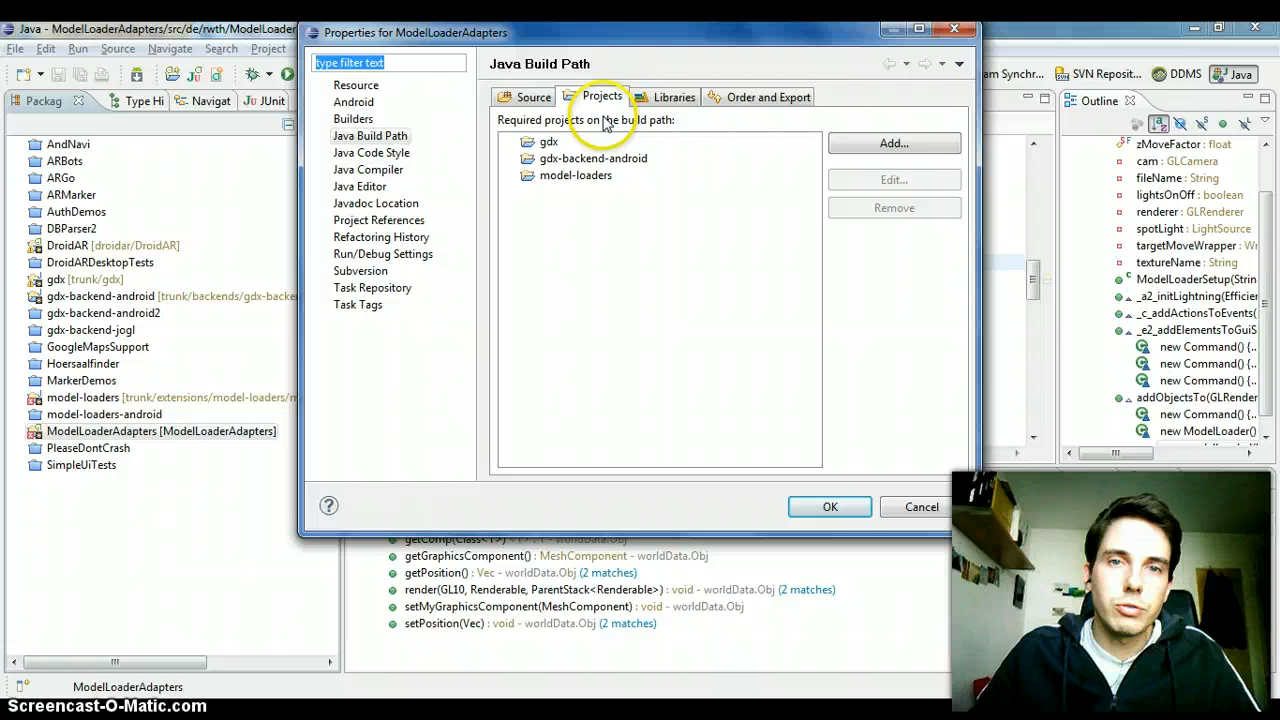 Java - ModelLoaderAdapters/src/de/rwth/ModelLoa
Properties for ModelLoaderAdapters
File Edit Run Source Navigate Search Project
am Synchr...
SVN Reposit...
DDMS
Java
Packag
Type Hi
Navigat
JUnit
AndNavi
ARBots
ARGo
ARMarker
AuthDemos
DBParser2
DroidAR [droidar/DroidAR]
DroidARDesktopTests
gdx [trunk/gdx]
gdx-backend-android [trunk/backends/gdx-backe
gdx-backend-android2
gdx-backend-jogl
GoogleMapsSupport
Hoersaalfinder
MarkerDemos
model-loaders [trunk/extensions/model-loaders/m
model-loaders-android
ModelLoaderAdapters [ModelLoaderAdapters]
PleaseDontCrash
SimpleUiTests
type filter text
Resource
Android
Builders
Java Build Path
Java Code Style
Java Compiler
Java Editor
Javadoc Location
Project References
Refactoring History
Run/Debug Settings
Subversion
Task Repository
Task Tags
Java Build Path
Source
Projects
Libraries
Order and Export
Required projects on the build path:
gdx
gdx-backend-android
model-loaders
Add...
Edit...
Remove
OK
Cancel
Outline
zMoveFactor : float
cam : GLCamera
fileName : String
lightsOnOff : boolean
renderer : GLRenderer
spotLight : LightSource
targetMoveWrapper : Wr
textureName : String
ModelLoaderSetup(Strin
_a2_initLightning(Efficier
_c_addActionsToEvents(
_e2_addElementsToGuiS
new Command() {...
new Command() {...
new Command() {...
addObjectsTo(GLRender
new Command() {...
new ModelLoader()
getGraphicsComponent() : MeshComponent - worldData.Obj
getPosition() : Vec - worldData.Obj (2 matches)
render(GL10, Renderable, ParentStack<Renderable>) : void - worldData.Obj (2 matches)
setMyGraphicsComponent(MeshComponent) : void - worldData.Obj
setPosition(Vec) : void - worldData.Obj (2 matches)
ModelLoaderAdapters
Screencast-O-Matic.com